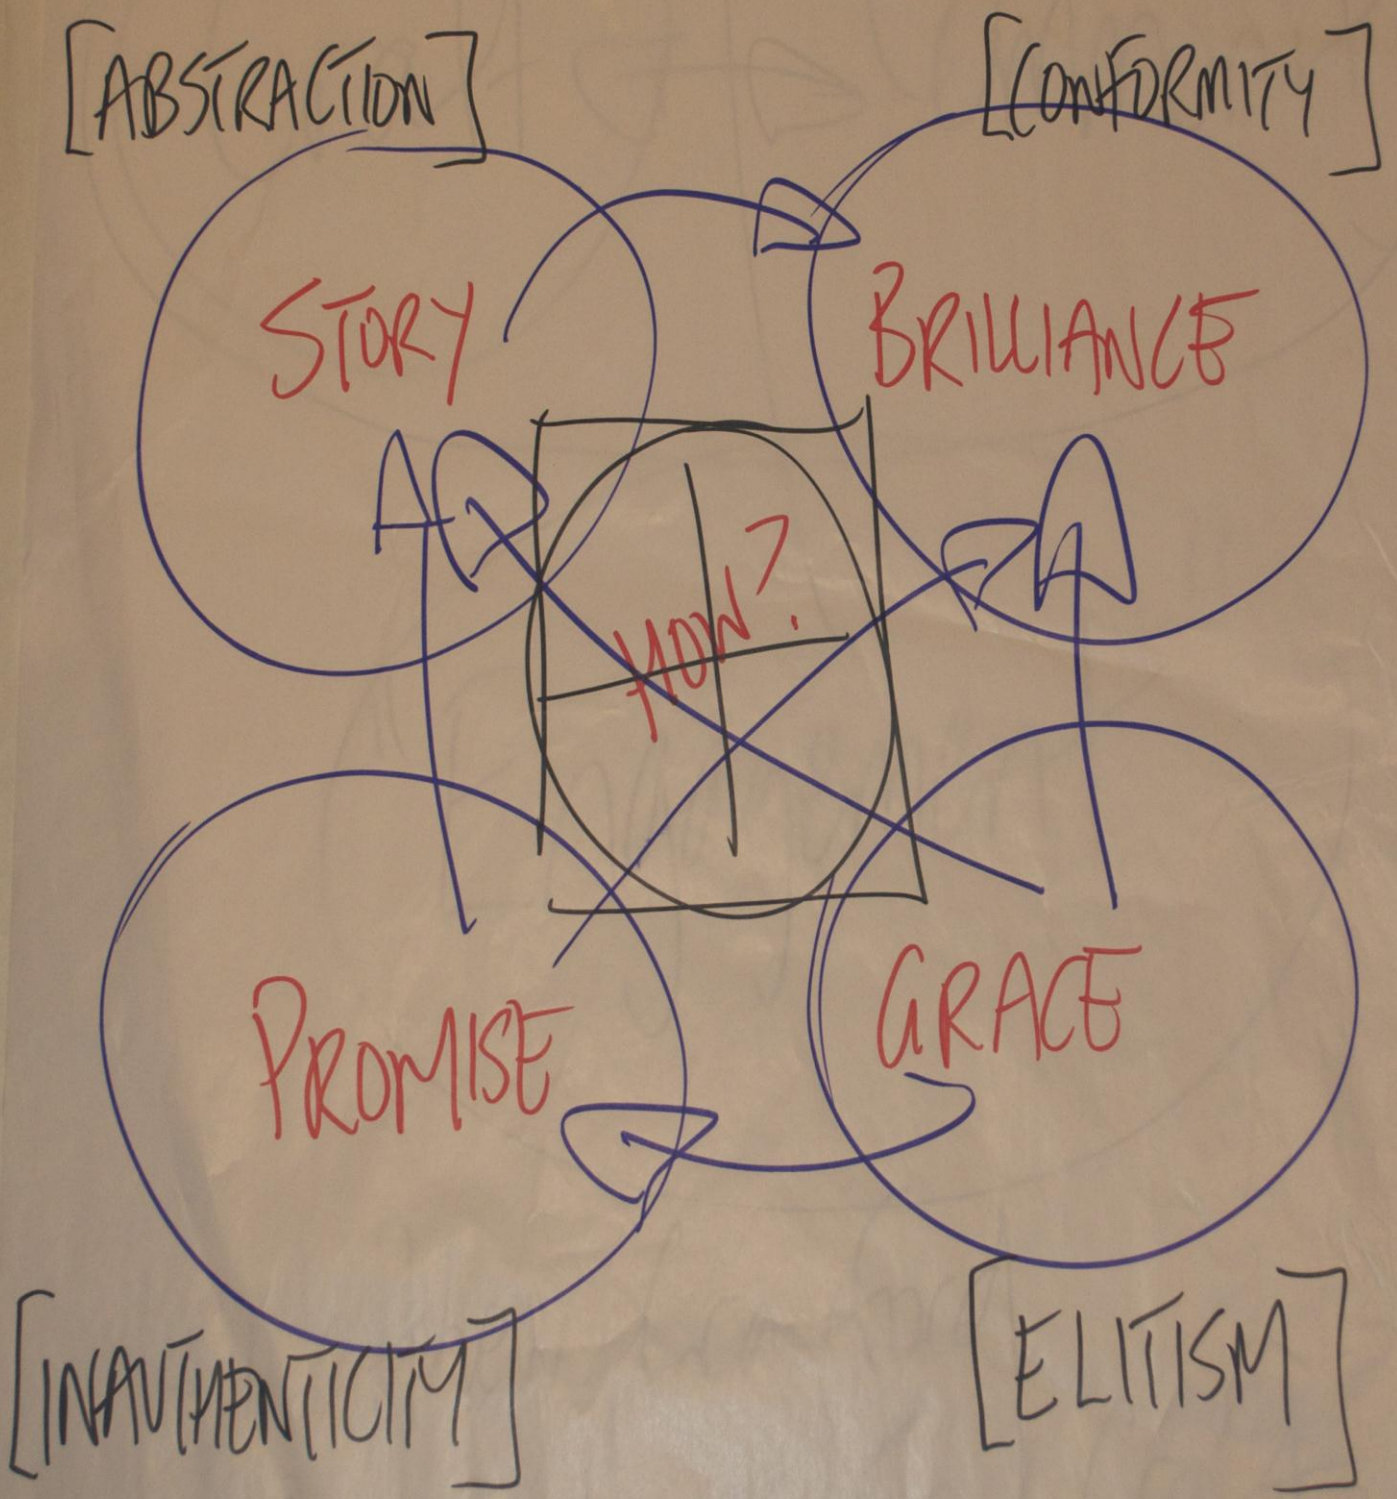 [ABSTRACTION]
[CONFORMITY]
STORY
BRILLIANCE
HOW?
PROMISE
GRACE
[INAUTHENTICITY]
[ELITISM]